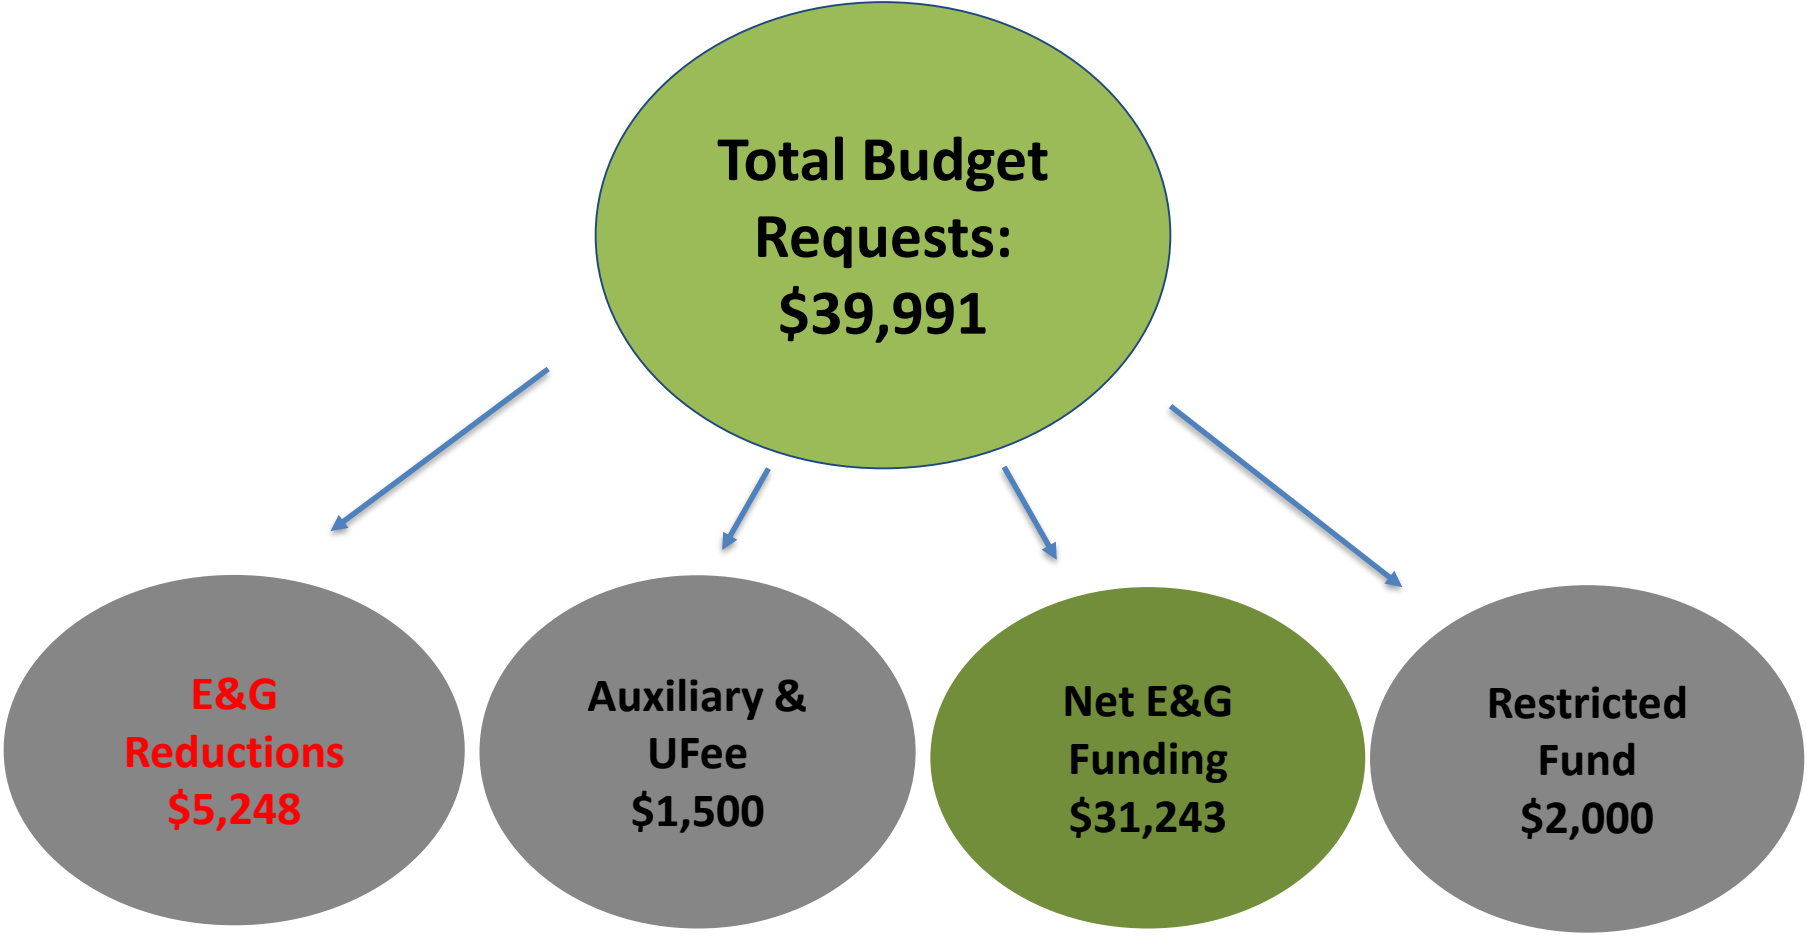 Total Budget
Requests:
$39,991
E&G
Reductions
$5,248
Auxiliary &
UFee
$1,500
Net E&G
Funding
$31,243
Restricted
Fund
$2,000